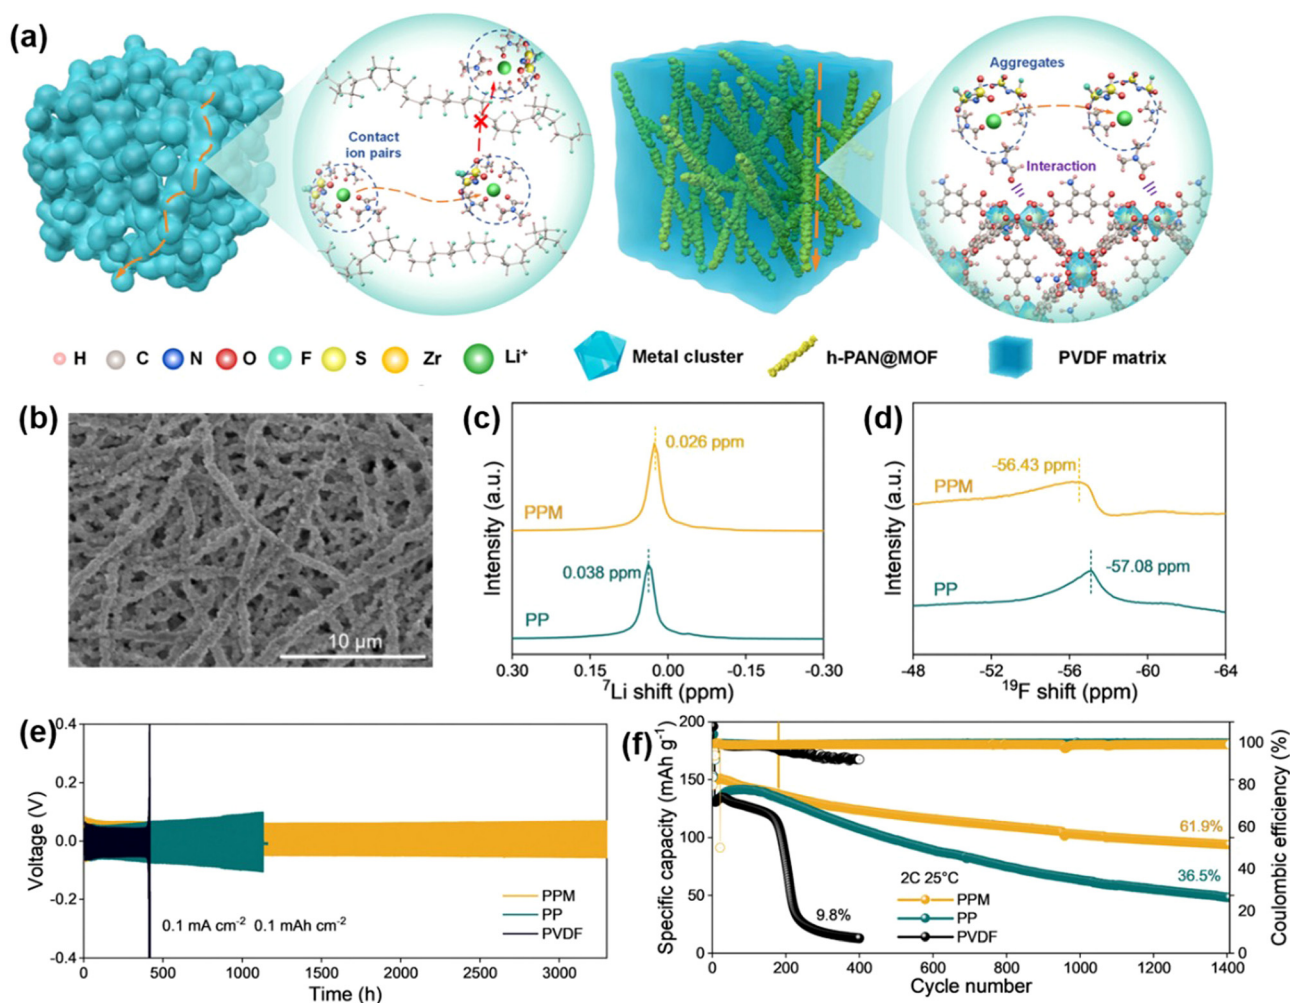 (a)
Contact
ion pairs
Aggregates
Interaction
H C N O F S Zr Li⁺ Metal cluster h-PAN@MOF PVDF matrix
(b)
10 μm
(c)
Intensity (a.u.)
0.026 ppm
PPM
0.038 ppm
PP
0.30 0.15 0.00 -0.15 -0.30
⁷Li shift (ppm)
(d)
Intensity (a.u.)
-56.43 ppm
PPM
-57.08 ppm
PP
-48 -52 -56 -60 -64
¹⁹F shift (ppm)
(e)
Voltage (V)
0.4
0.2
0.0
-0.2
-0.4
PPM
PP
PVDF
0.1 mA cm⁻² 0.1 mAh cm⁻²
0 500 1000 1500 2000 2500 3000
Time (h)
(f)
Specific capacity (mAh g⁻¹)
200
150
100
50
0
61.9%
36.5%
9.8%
2C 25°C
PPM
PP
PVDF
0 200 400 600 800 1000 1200 1400
Cycle number
100
80
60
40
20
0
Coulombic efficiency (%)